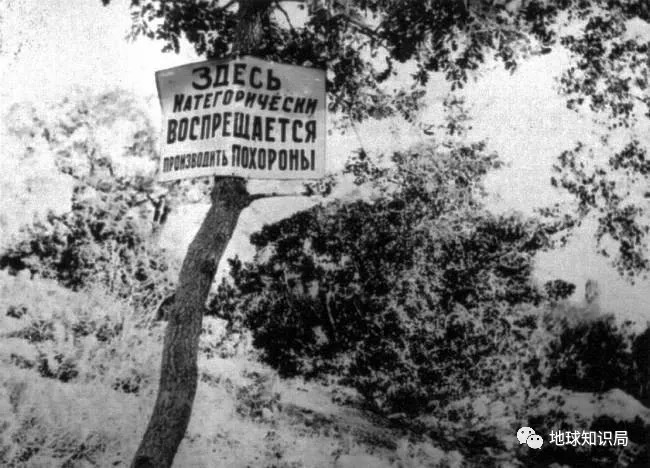 ЗДЕСЬ
КАТЕГОРИЧЕСКИ
ВОСПРЕЩАЕТСЯ
ПРОИЗВОДИТЬ ПОХОРОНЫ
地球知识局